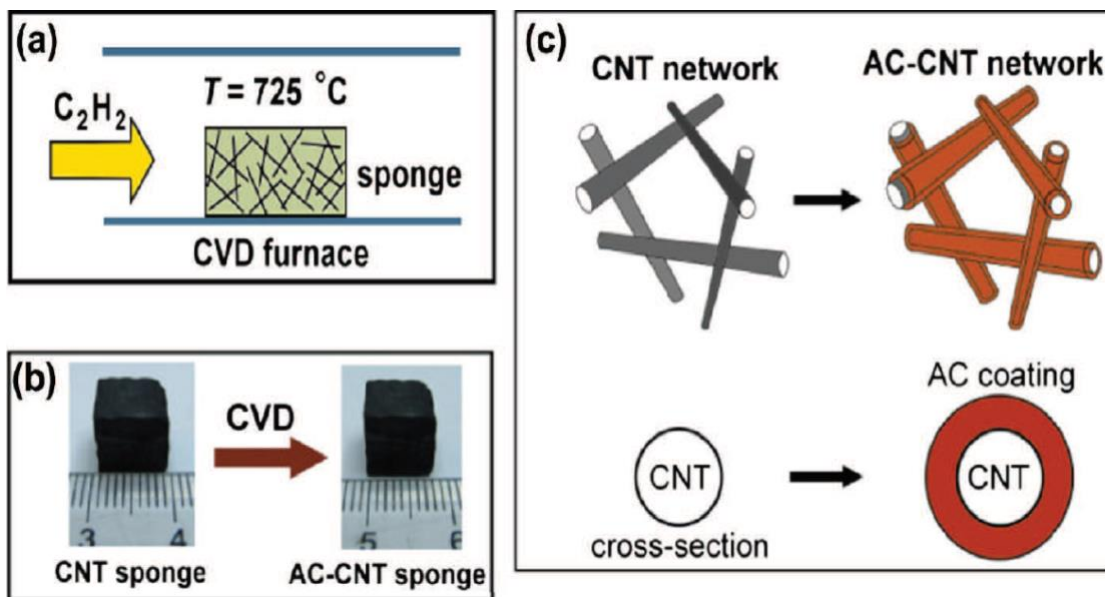 (a)
T = 725 °C
C₂H₂
sponge
CVD furnace
(b)
CVD
3 4
5 6
CNT sponge
AC-CNT sponge
(c)
CNT network
AC-CNT network
AC coating
CNT
CNT
cross-section